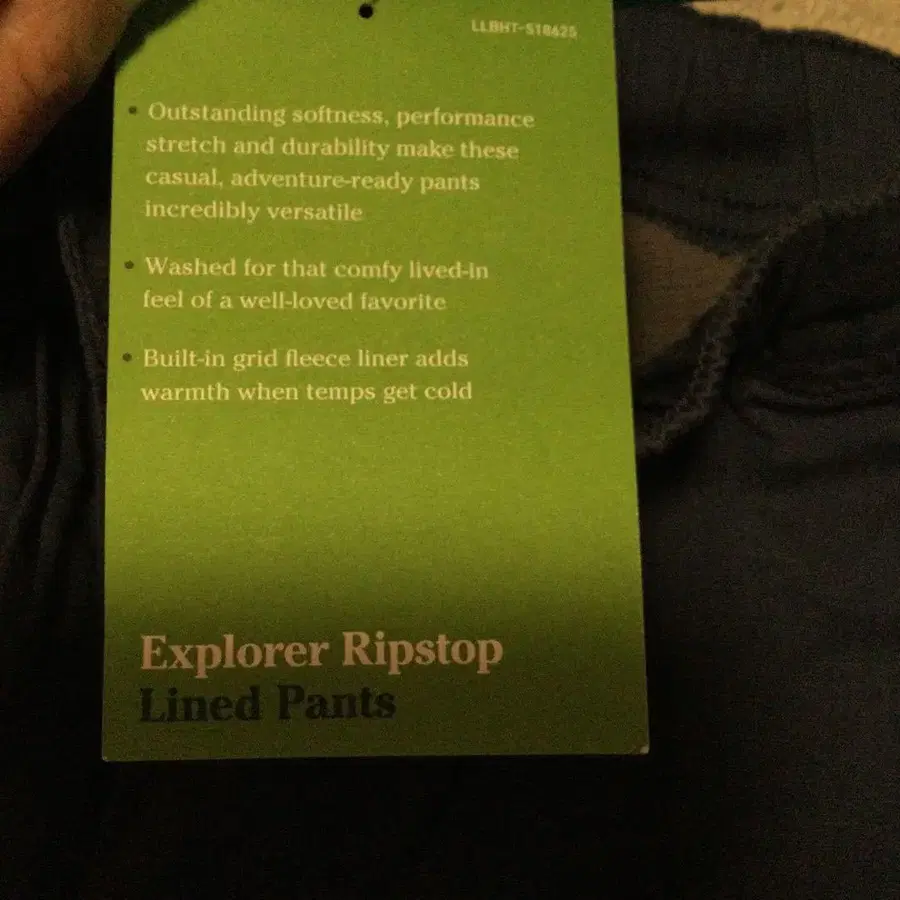 LLBHT-518625
• Outstanding softness, performance
stretch and durability make these
casual, adventure-ready pants
incredibly versatile
• Washed for that comfy lived-in
feel of a well-loved favorite
• Built-in grid fleece liner adds
warmth when temps get cold
Explorer Ripstop
Lined Pants